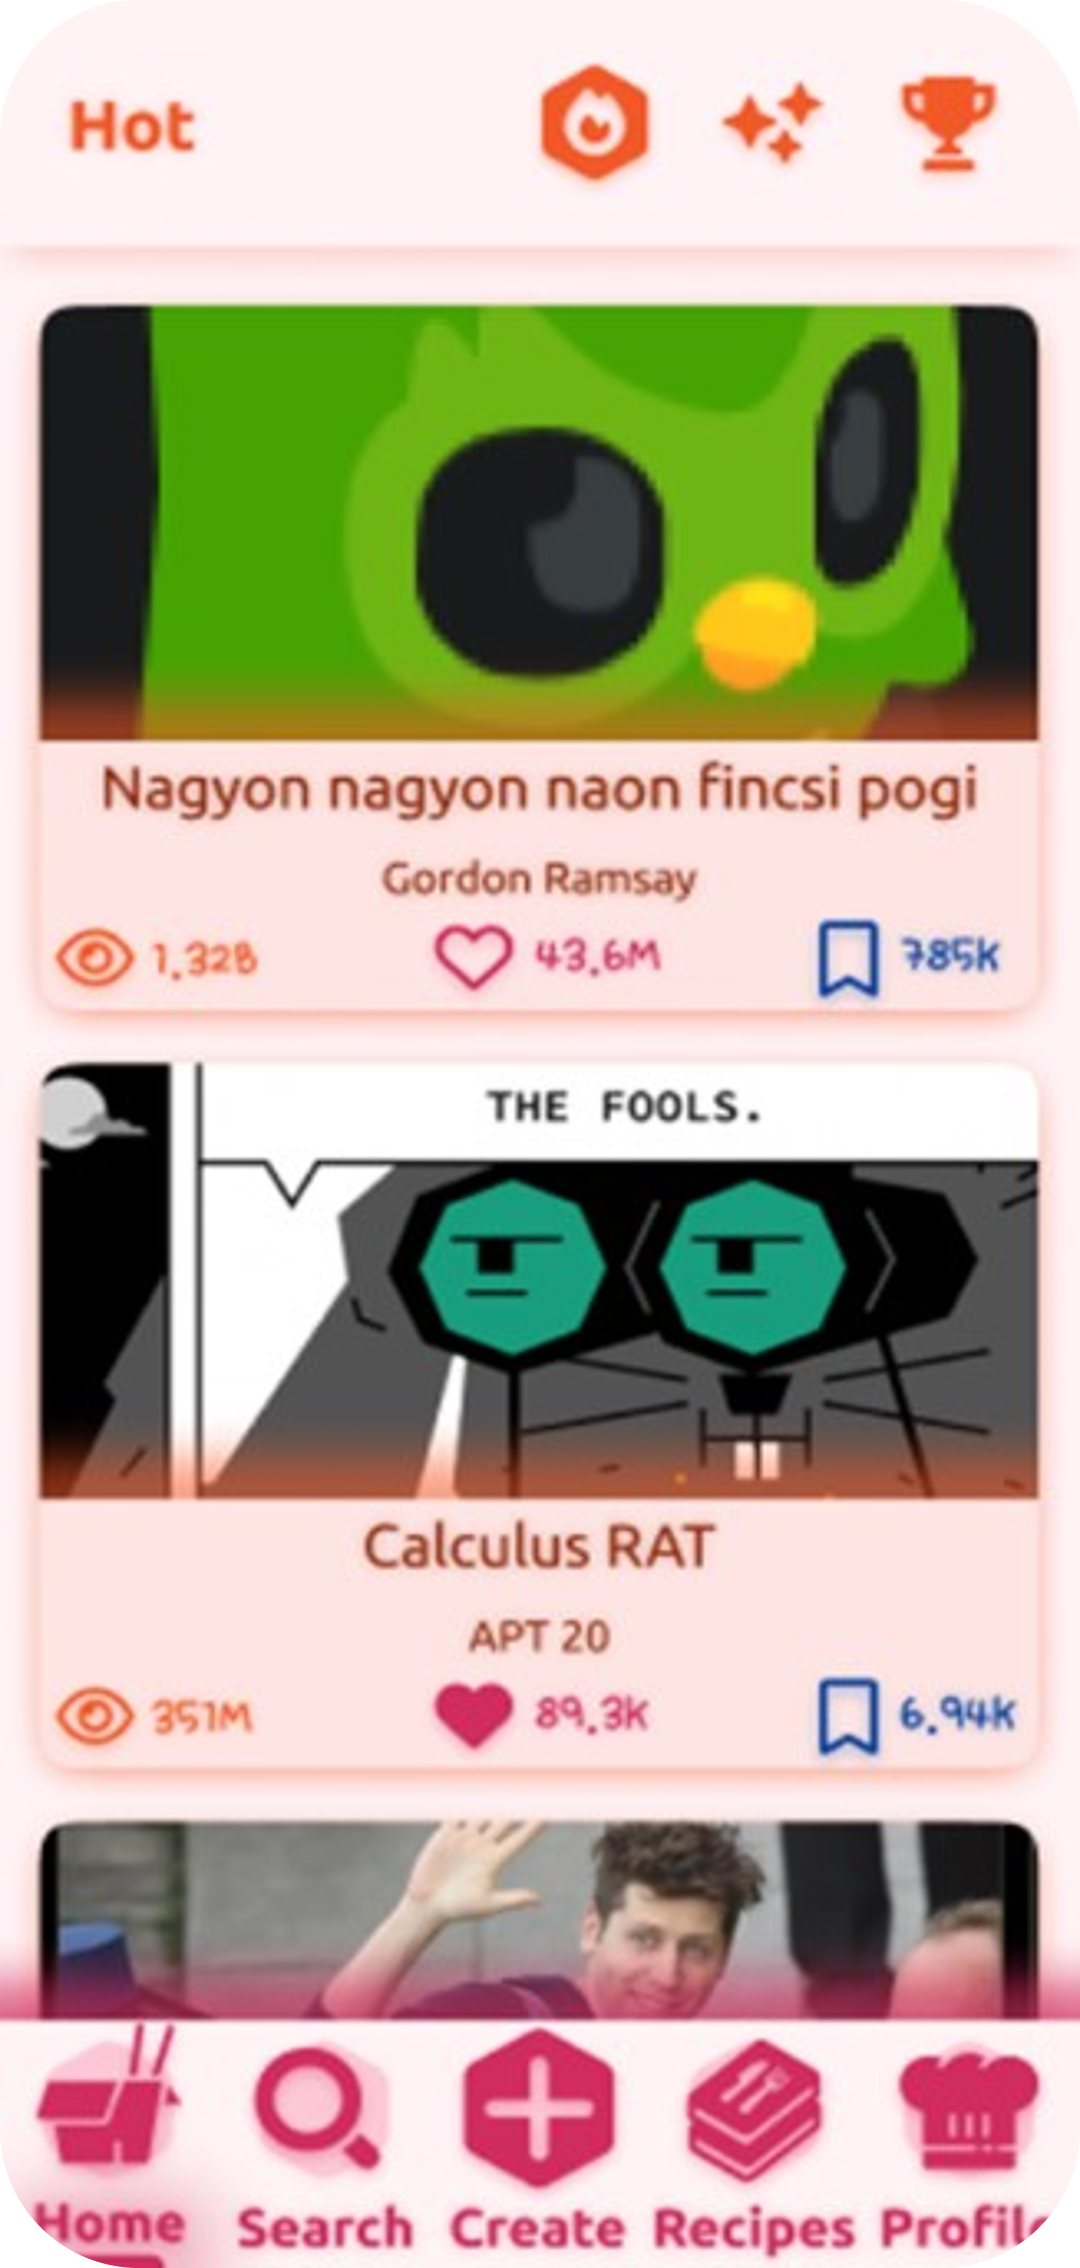 Hot
Nagyon nagyon naon fincsi pogi
Gordon Ramsay
1.32B 43.6M 785K
THE FOOLS.
Calculus RAT
APT 20
351M 89.3K 6.94K
Home Search Create Recipes Profile